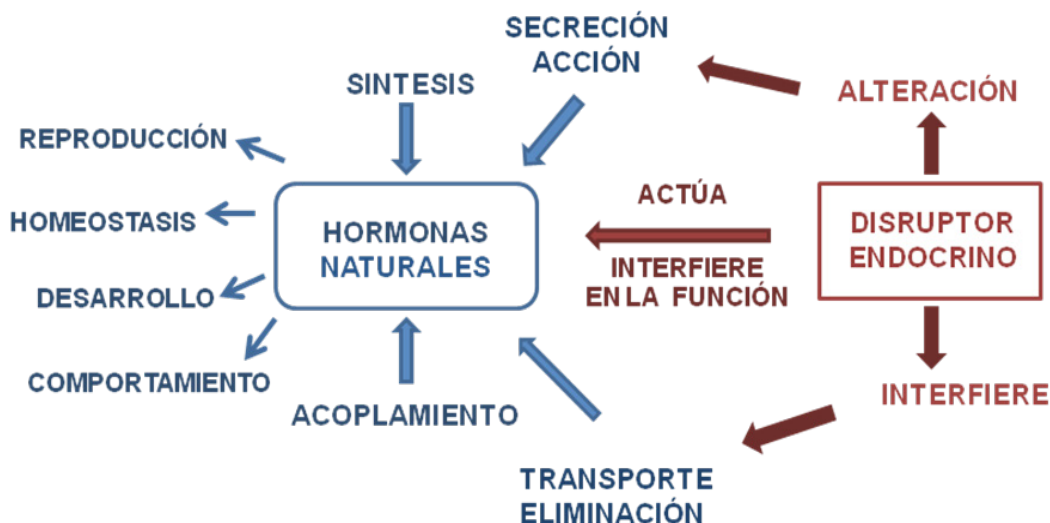 SECRECIÓN
ACCIÓN
SINTESIS
ALTERACIÓN
REPRODUCCIÓN
HOMEOSTASIS
DESARROLLO
COMPORTAMIENTO
HORMONAS
NATURALES
ACTÚA
INTERFIERE
EN LA FUNCIÓN
DISRUPTOR
ENDOCRINO
ACOPLAMIENTO
INTERFIERE
TRANSPORTE
ELIMINACIÓN